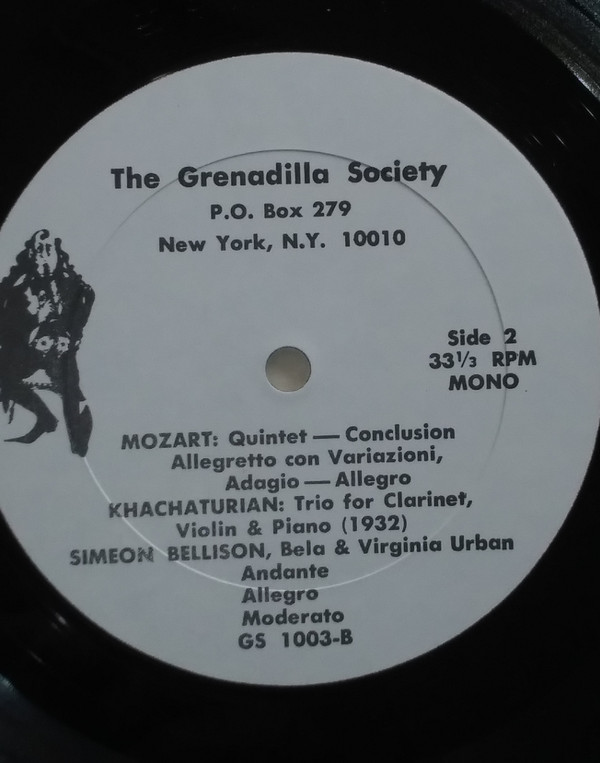 The Grenadilla Society
P.O. Box 279
New York, N.Y. 10010
Side 2
33⅓ RPM
MONO
MOZART: Quintet — Conclusion
Allegretto con Variazioni,
Adagio — Allegro
KHACHATURIAN: Trio for Clarinet,
Violin & Piano (1932)
SIMEON BELLISON, Bela & Virginia Urban
Andante
Allegro
Moderato
GS 1003-B